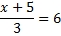 (x + 5)/3 = 6